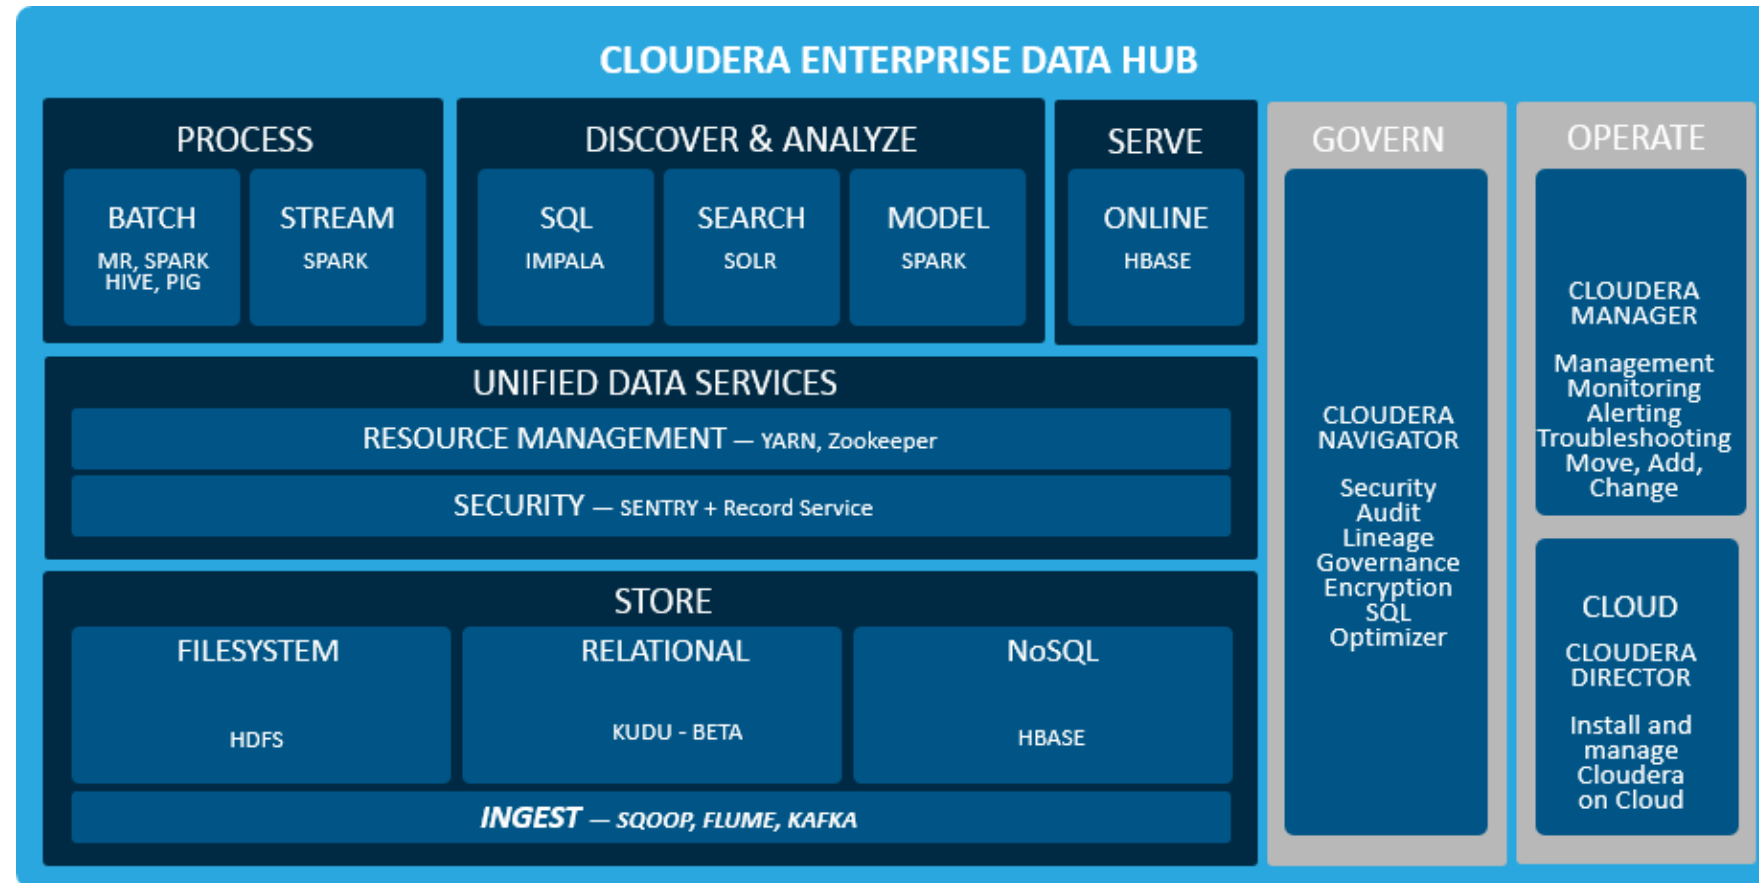 CLOUDERA ENTERPRISE DATA HUB
PROCESS
BATCH
MR, SPARK
HIVE, PIG
STREAM
SPARK
DISCOVER & ANALYZE
SQL
IMPALA
SEARCH
SOLR
MODEL
SPARK
SERVE
ONLINE
HBASE
UNIFIED DATA SERVICES
RESOURCE MANAGEMENT — YARN, Zookeeper
SECURITY — SENTRY + Record Service
STORE
FILESYSTEM
HDFS
RELATIONAL
KUDU - BETA
NoSQL
HBASE
INGEST — SQOOP, FLUME, KAFKA
GOVERN
CLOUDERA
NAVIGATOR
Security
Audit
Lineage
Governance
Encryption
SQL
Optimizer
OPERATE
CLOUDERA
MANAGER
Management
Monitoring
Alerting
Troubleshooting
Move, Add,
Change
CLOUD
CLOUDERA
DIRECTOR
Install and
manage
Cloudera
on Cloud